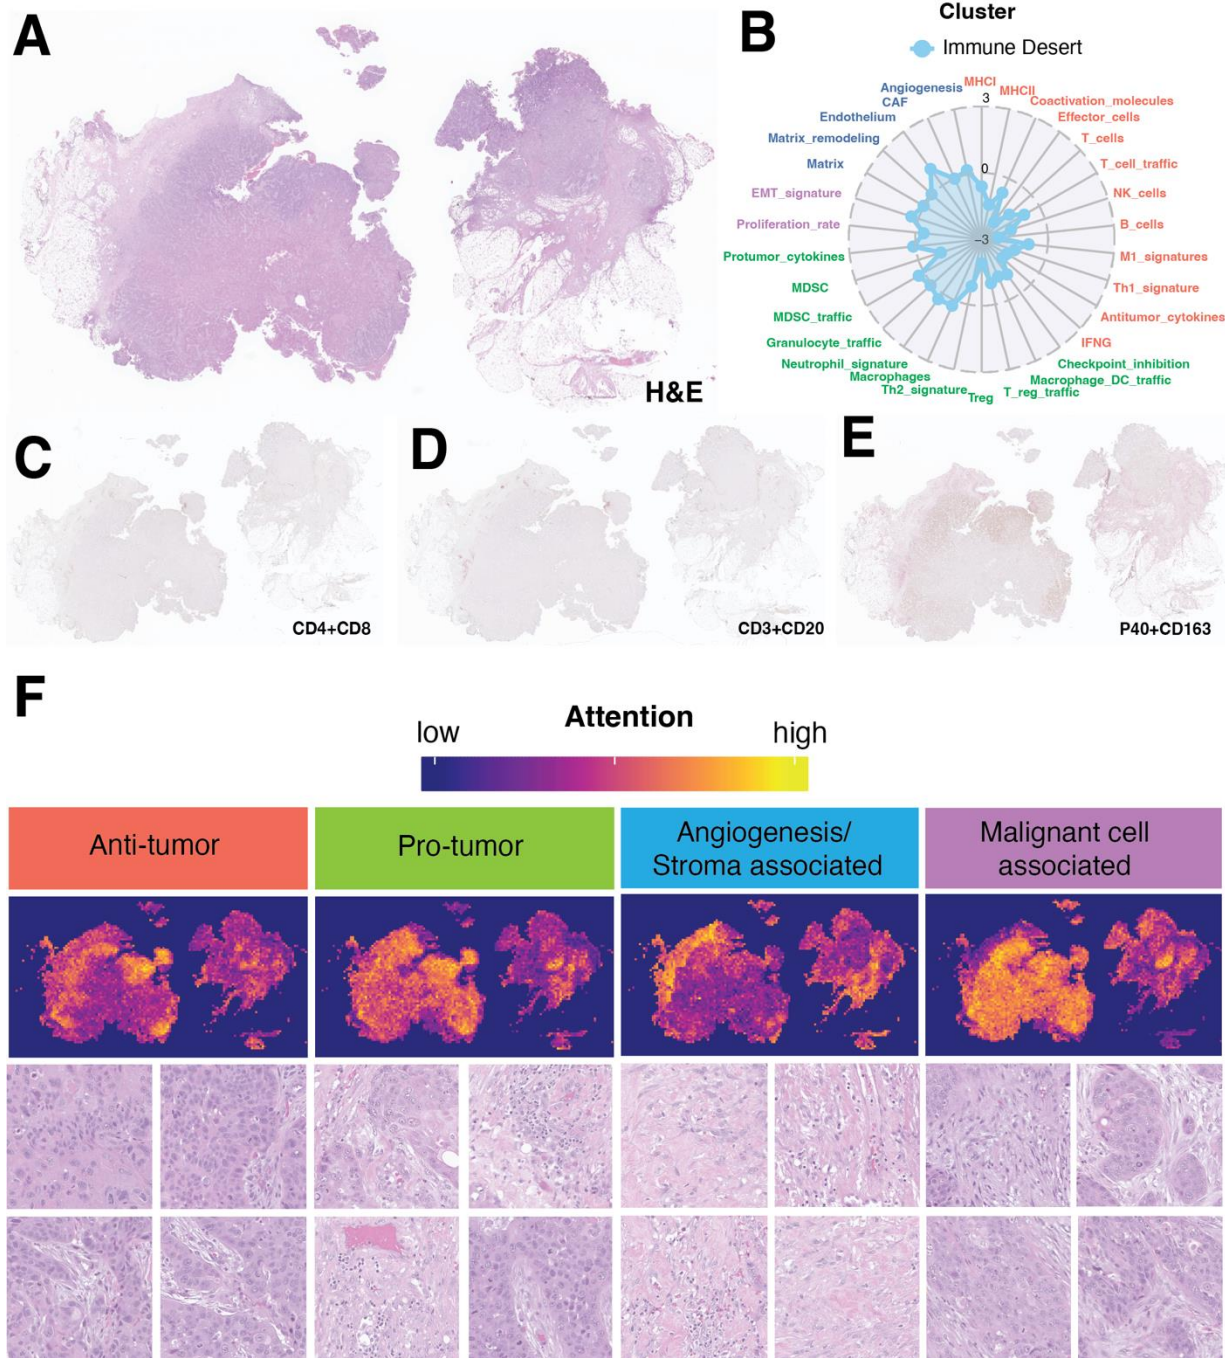 A
H&E
B
Cluster
Immune Desert
3
0
−3
MHCI
MHCII
Coactivation_molecules
Effector_cells
T_cells
T_cell_traffic
NK_cells
B_cells
M1_signatures
Th1_signature
Antitumor_cytokines
IFNG
Checkpoint_inhibition
Macrophage_DC_traffic
T_reg_traffic
Treg
Th2_signature
Macrophages
Neutrophil_signature
Granulocyte_traffic
MDSC_traffic
MDSC
Protumor_cytokines
Proliferation_rate
EMT_signature
Matrix
Matrix_remodeling
Endothelium
CAF
Angiogenesis
C
CD4+CD8
D
CD3+CD20
E
P40+CD163
F
Attention
low
high
Anti-tumor
Pro-tumor
Angiogenesis/
Stroma associated
Malignant cell
associated